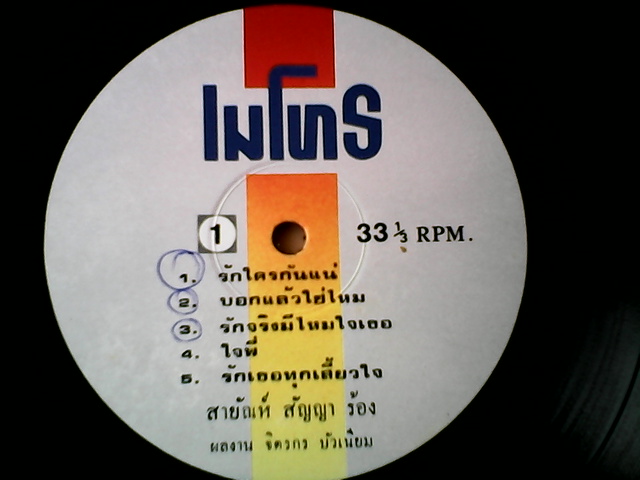 เมโทร
1 33 1/3 RPM.
1. รักใครกันแน่
2. บอกแล้วใช่ไหม
3. รักจริงมีไหมใจเธอ
4. ใจพี่
5. รักเธอทุกเสี้ยวใจ
สายัณห์ สัญญา ร้อง
ผลงาน จิตรกร บัวเนียม